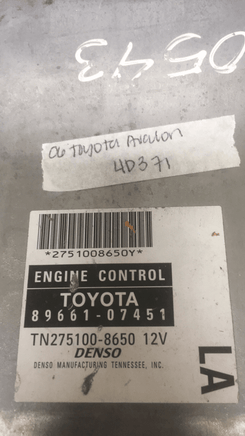 0543
06 Toyota Avalon
4D371
*2751008650Y*
ENGINE CONTROL
TOYOTA
89661-07451
TN275100-8650 12V
DENSO
DENSO MANUFACTURING TENNESSEE, INC.
LA